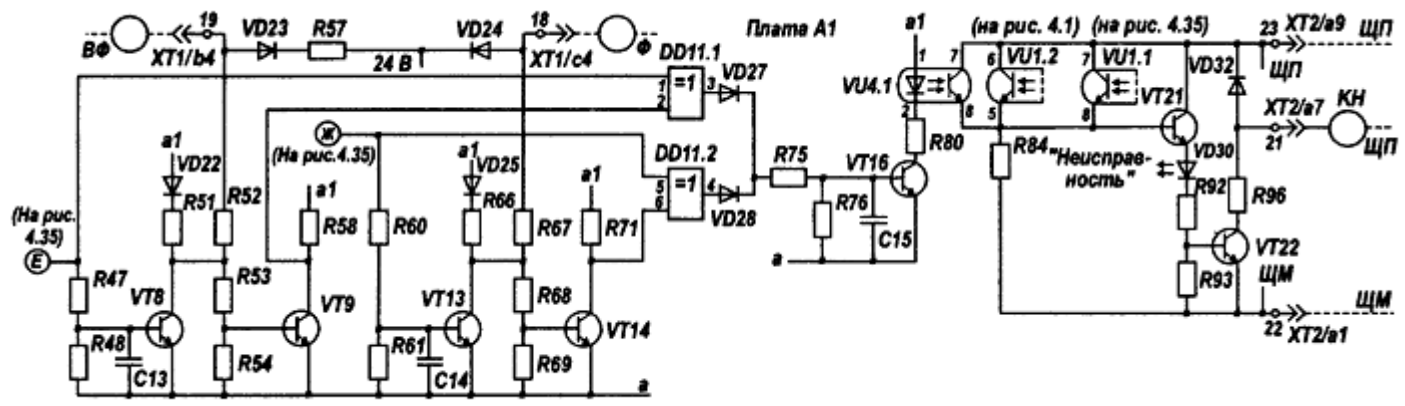 19 VD23 R57 VD24 18
ВФ XT1/b4 24 В XT1/c4 Ф
Плата А1
DD11.1
=1
1
2
3
VD27
Ж
(На рис.4.35)
DD11.2
=1
5
6
4
VD28
a1
VD22
R51
R52
a1
R58
R60
a1
VD25
R66
R67
a1
R71
(На рис.
4.35)
Е
R47
R53
VT8
VT9
VT13
R68
VT14
R48
C13
R54
R61
C14
R69
а
R75
R76
C15
VT16
а
a1
1
7
VU4.1
2
8
R80
(на рис. 4.1) (на рис. 4.35)
6
VU1.2
5
7
VU1.1
8
R84
"Неисправ-
ность"
VT21
VD30
R92
R93
VT22
R96
VD32
23 XT2/a9
ЩП
ЩП
XT2/a7 КН
21
ЩП
ЩМ
ЩМ
22 XT2/a1